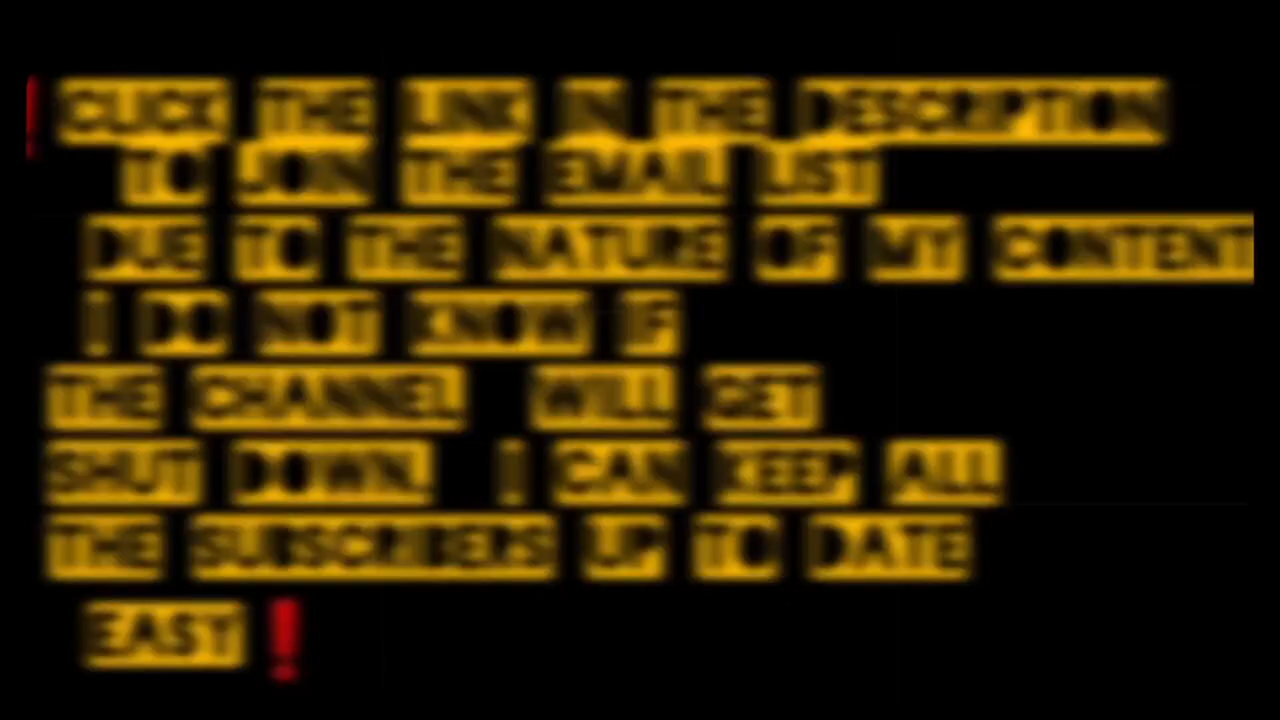 ! CLICK THE LINK IN THE DESCRIPTION
TO JOIN THE EMAIL LIST
DUE TO THE NATURE OF MY CONTENT
I DO NOT KNOW IF
THE CHANNEL WILL GET
SHUT DOWN. I CAN KEEP ALL
THE SUBSCRIBERS UP TO DATE
EASY !